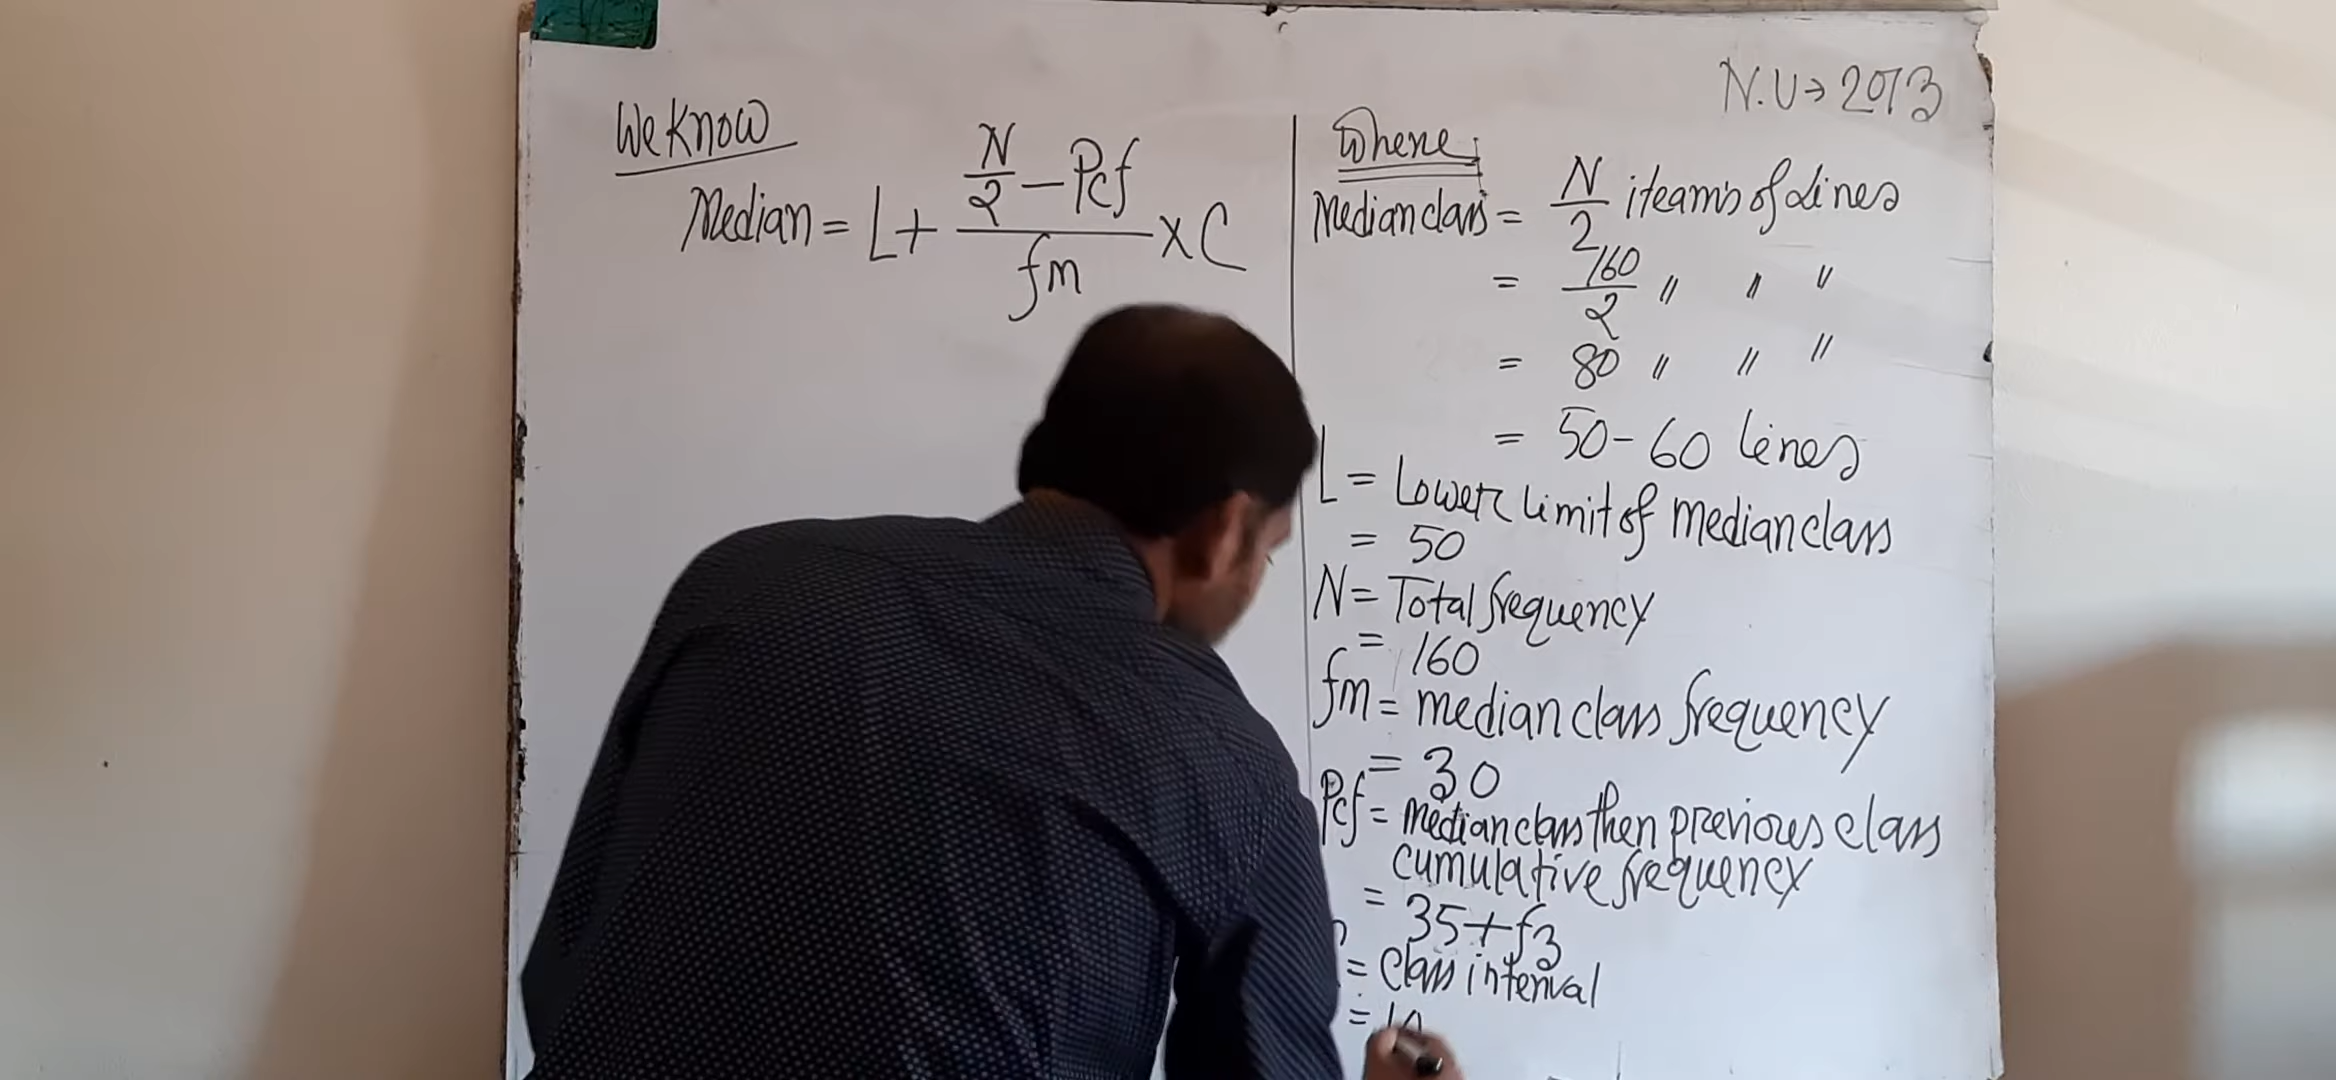 We Know
Median = L + (N/2 - Pcf)/fm × C
N.U → 2013
Where;
Median class = N/2 iteam's of Lines
= 160/2 " " "
= 80 " " "
= 50-60 lines
L = Lower Limit of median class
= 50
N = Total frequency
= 160
fm = median class frequency
= 30
Pcf = median class then previous class
cumulative frequency
= 35+f3
= Class interval
= 10